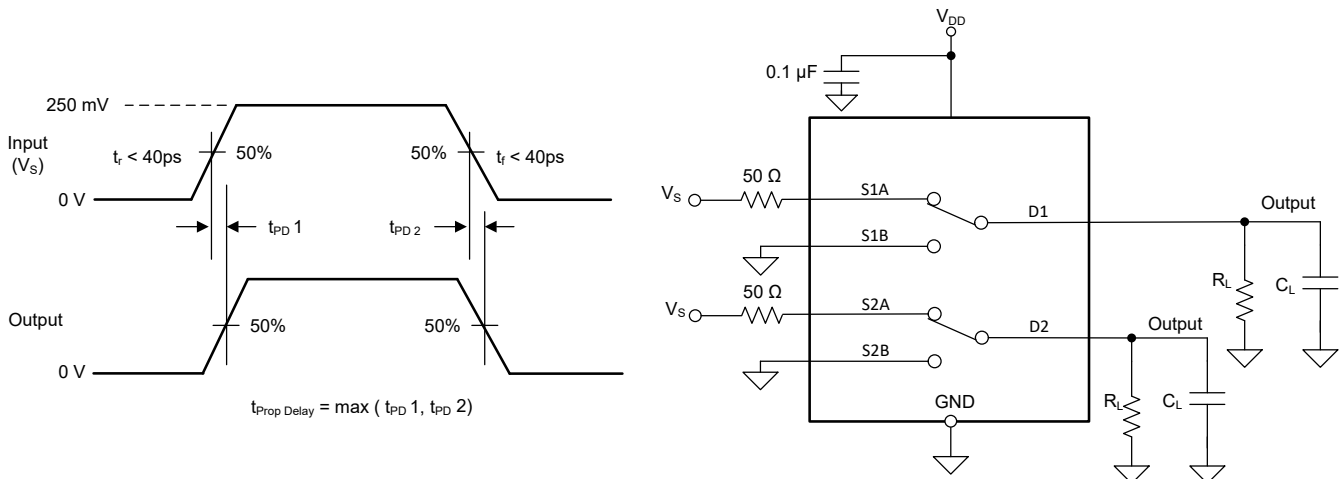 250 mV
Input
(VS)
tr < 40ps
50%
50%
tf < 40ps
0 V
tPD 1
tPD 2
Output
50%
50%
0 V
tProp Delay = max ( tPD 1, tPD 2)
VDD
0.1 µF
VS
50 Ω
S1A
D1
Output
S1B
RL
CL
VS
50 Ω
S2A
D2
Output
S2B
RL
CL
GND